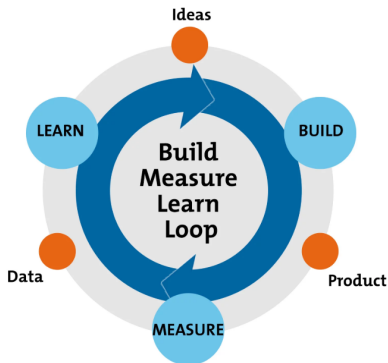 Ideas
LEARN
BUILD
Build
Measure
Learn
Loop
Data
Product
MEASURE